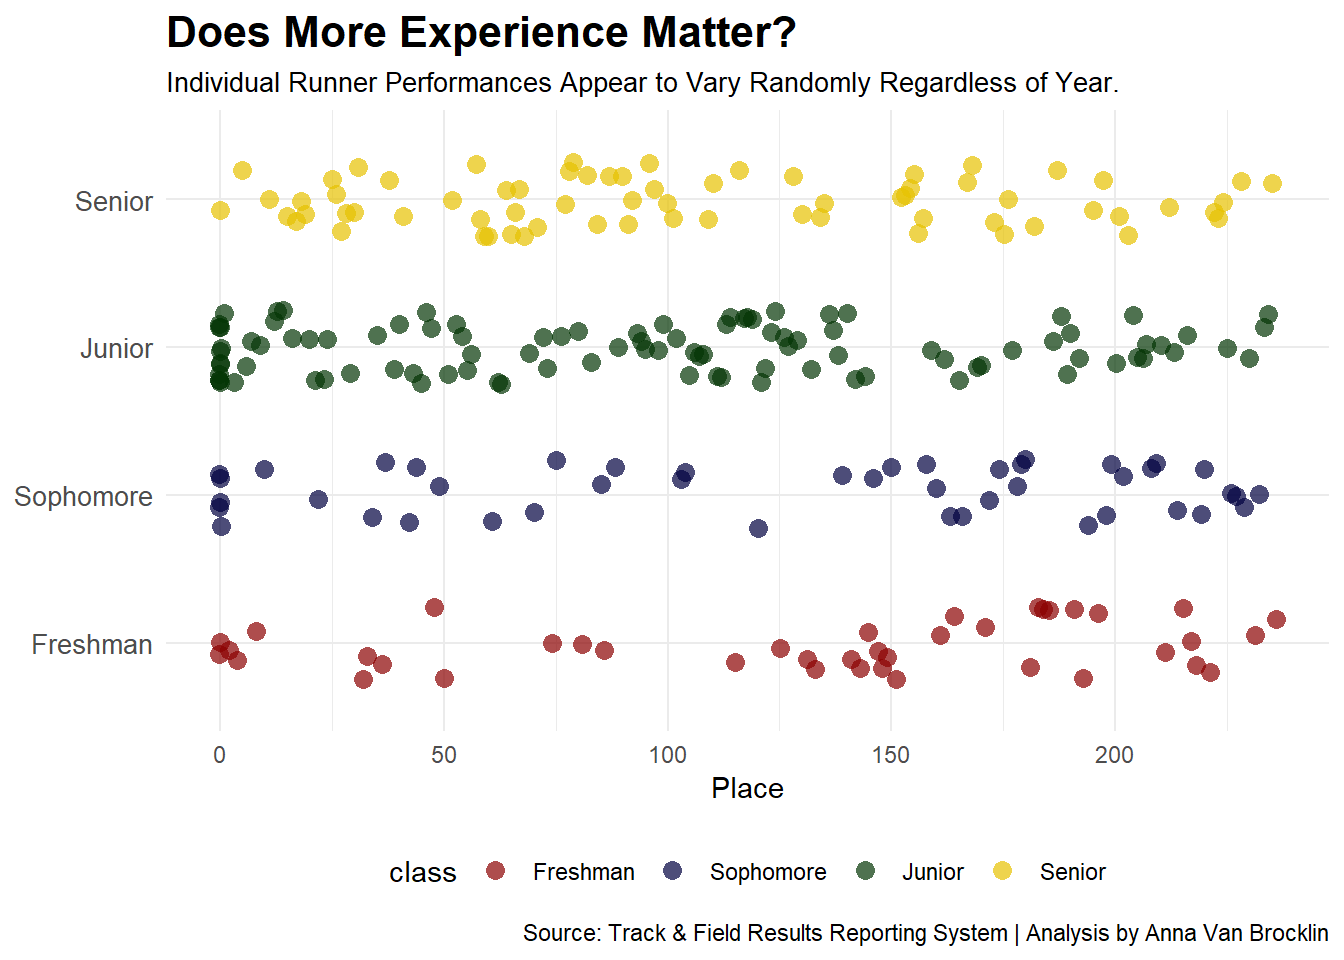 Does More Experience Matter?
Individual Runner Performances Appear to Vary Randomly Regardless of Year.
Senior
Junior
Sophomore
Freshman
0 50 100 150 200
Place
class Freshman Sophomore Junior Senior
Source: Track & Field Results Reporting System | Analysis by Anna Van Brocklin